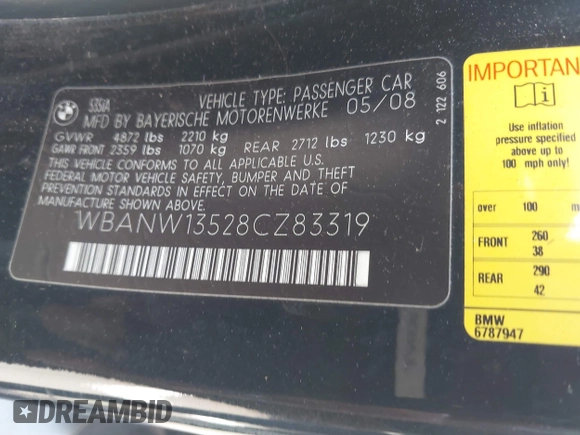 BMW
535iA
VEHICLE TYPE: PASSENGER CAR
MFD BY BAYERISCHE MOTORENWERKE 05/08
GVWR 4872 lbs 2210 kg
GAWR FRONT 2359 lbs 1070 kg REAR 2712 lbs 1230 kg
THIS VEHICLE CONFORMS TO ALL APPLICABLE U.S.
FEDERAL MOTOR VEHICLE SAFETY, BUMPER AND THEFT
PREVENTION STANDARDS IN EFFECT ON THE DATE OF
MANUFACTURE SHOWN ABOVE.
WBANW13528CZ83319
2 122 606
IMPORTAN
Use inflation
pressure specified
above up to
100 mph only!
over 100 m
FRONT 260
38
REAR 290
42
BMW
6787947
DREAMBID